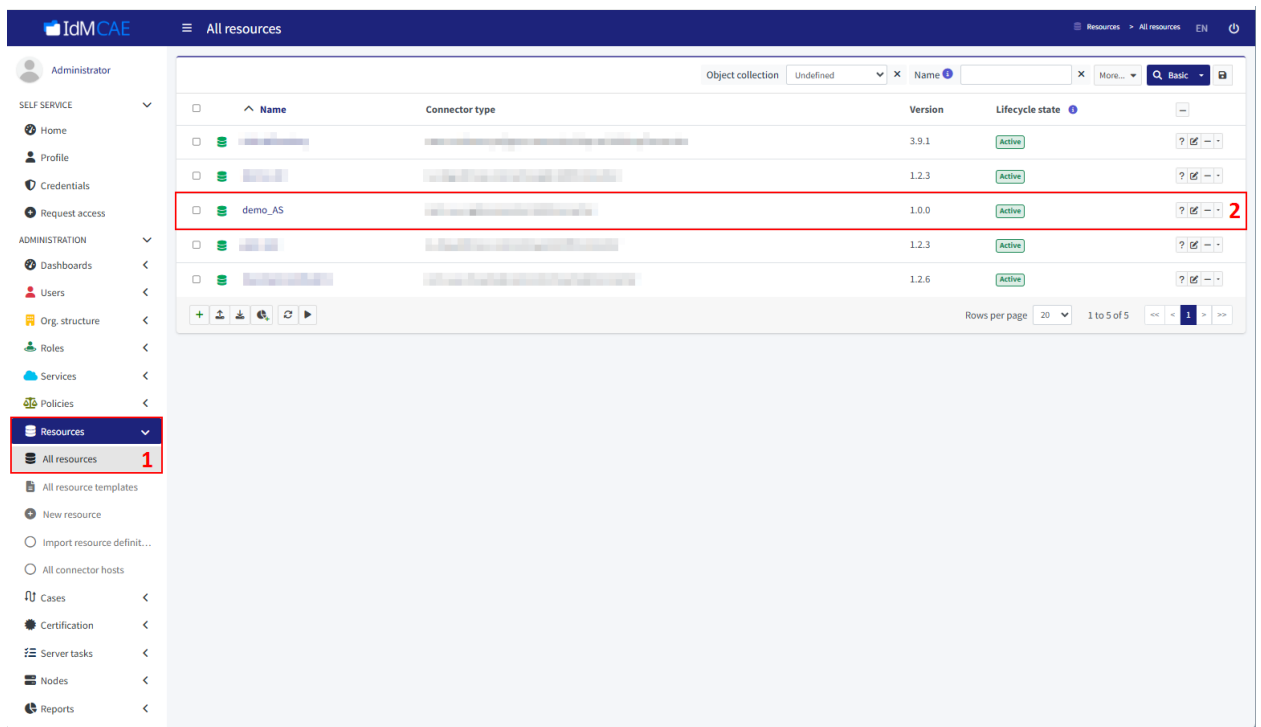 IdMCAE
All resources
Resources > All resources EN
Administrator
Object collection Undefined Name More... Basic
SELF SERVICE
Name Connector type Version Lifecycle state
Home
3.9.1 Active
Profile
1.2.3 Active
Credentials
demo_AS 1.0.0 Active 2
Request access
ADMINISTRATION
1.2.3 Active
Dashboards
1.2.6 Active
Users
Org. structure
Rows per page 20 1 to 5 of 5 << < 1 > >>
Roles
Services
Policies
Resources
All resources 1
All resource templates
New resource
Import resource definit...
All connector hosts
Cases
Certification
Server tasks
Nodes
Reports